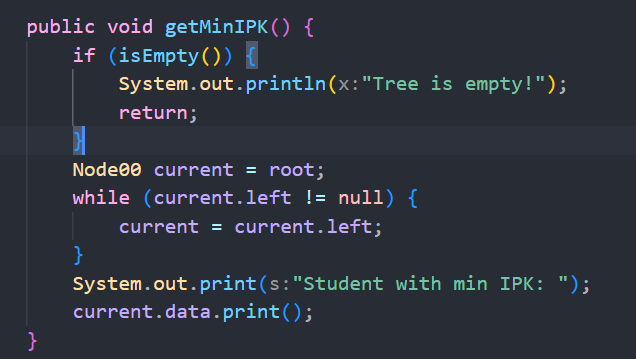 public void getMinIPK() {
    if (isEmpty()) {
        System.out.println(x:"Tree is empty!");
        return;
    }
    Node00 current = root;
    while (current.left != null) {
        current = current.left;
    }
    System.out.print(s:"Student with min IPK: ");
    current.data.print();
}